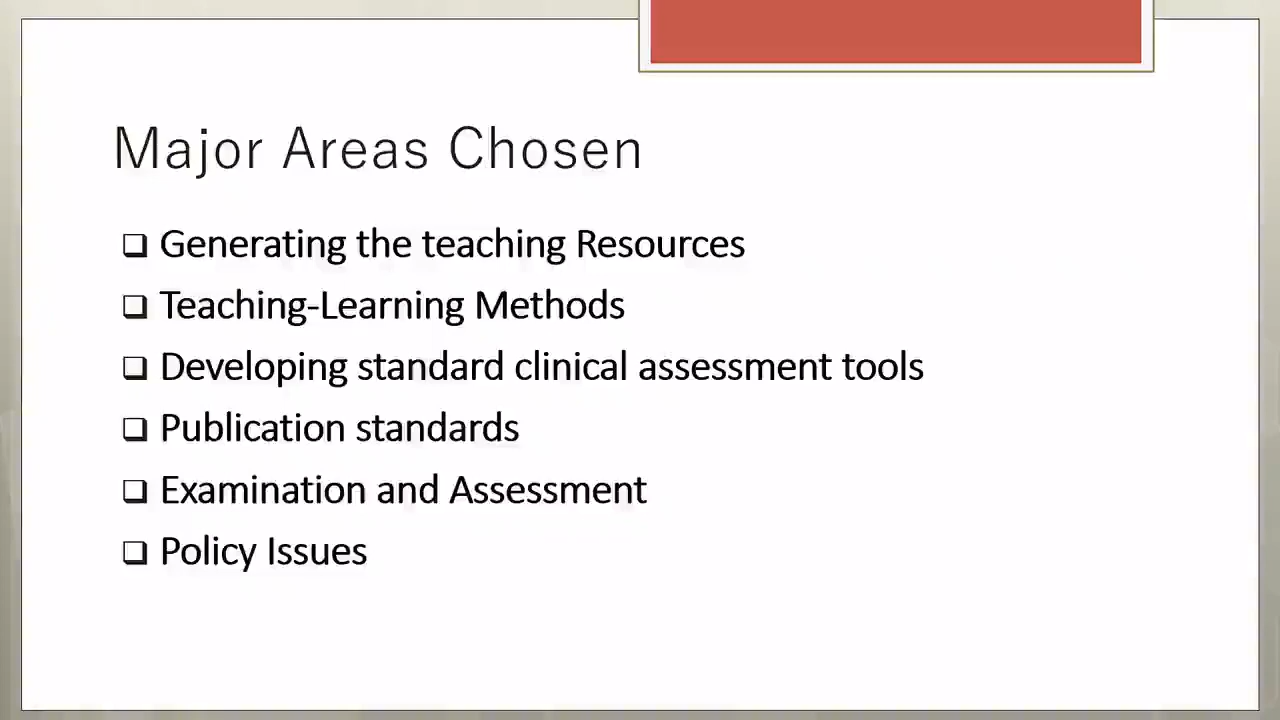 Major Areas Chosen
❑ Generating the teaching Resources
❑ Teaching-Learning Methods
❑ Developing standard clinical assessment tools
❑ Publication standards
❑ Examination and Assessment
❑ Policy Issues